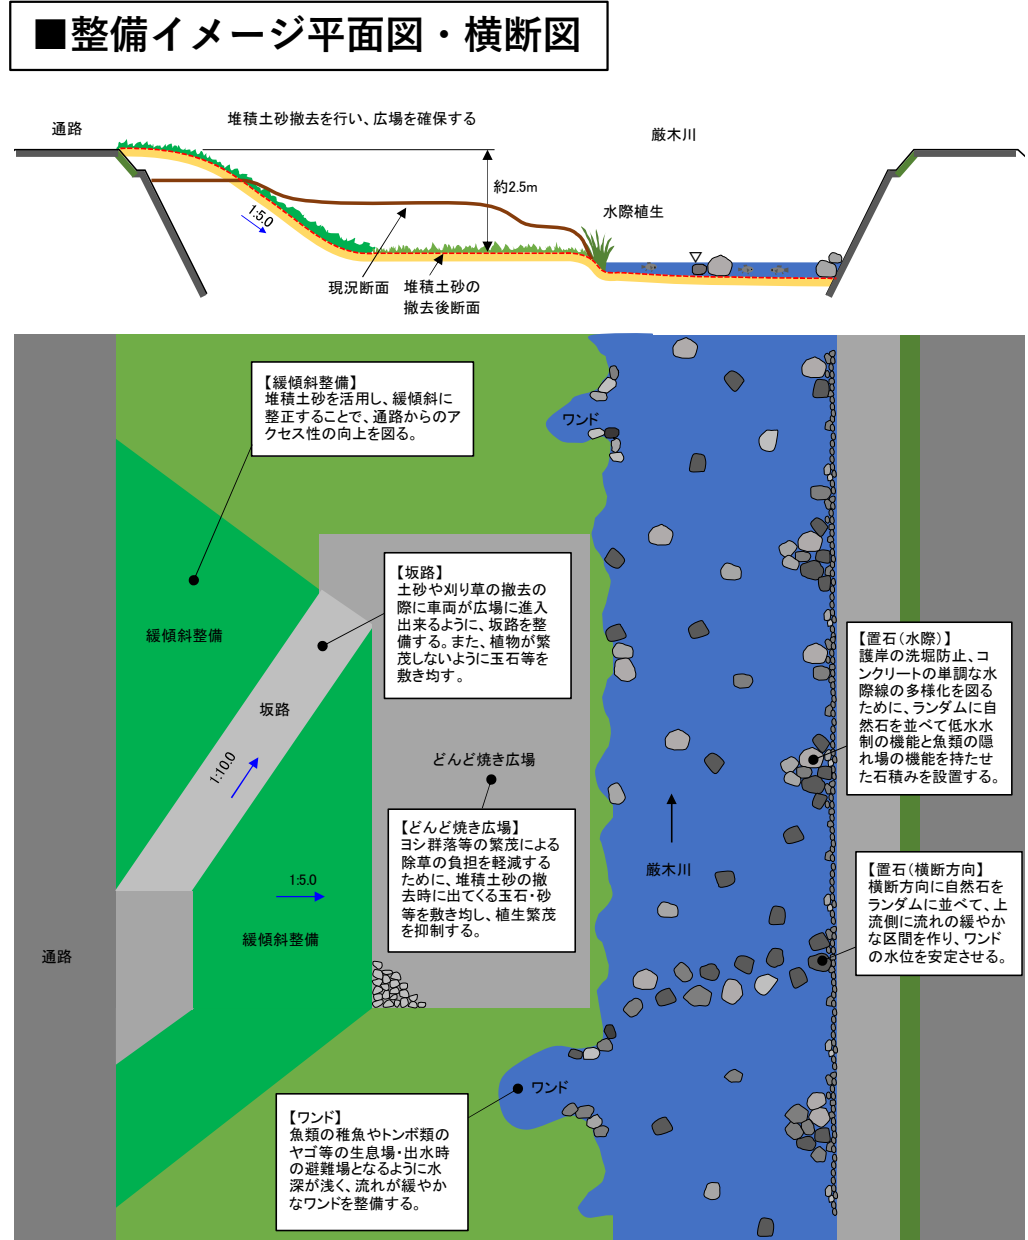 ■整備イメージ平面図・横断図
通路
堆積土砂撤去を行い、広場を確保する
厳木川
約2.5m
水際植生
1:5.0
現況断面
堆積土砂の
撤去後断面
【緩傾斜整備】
堆積土砂を活用し、緩傾斜に
整正することで、通路からのア
クセス性の向上を図る。
ワンド
【坂路】
土砂や刈り草の撤去の
際に車両が広場に進入
出来るように、坂路を整
備する。また、植物が繁
茂しないように玉石等を
敷き均す。
緩傾斜整備
【置石(水際)】
護岸の洗堀防止、コ
ンクリートの単調な水
際線の多様化を図る
ために、ランダムに自
然石を並べて低水水
制の機能と魚類の隠
れ場の機能を持たせ
た石積みを設置する。
坂路
1:10.0
どんど焼き広場
【どんど焼き広場】
ヨシ群落等の繁茂による
除草の負担を軽減する
ために、堆積土砂の撤
去時に出てくる玉石・砂
等を敷き均し、植生繁茂
を抑制する。
厳木川
【置石(横断方向)】
横断方向に自然石を
ランダムに並べて、上
流側に流れの緩やか
な区間を作り、ワンド
の水位を安定させる。
1:5.0
緩傾斜整備
通路
ワンド
【ワンド】
魚類の稚魚やトンボ類の
ヤゴ等の生息場・出水時
の避難場となるように水
深が浅く、流れが緩やか
なワンドを整備する。